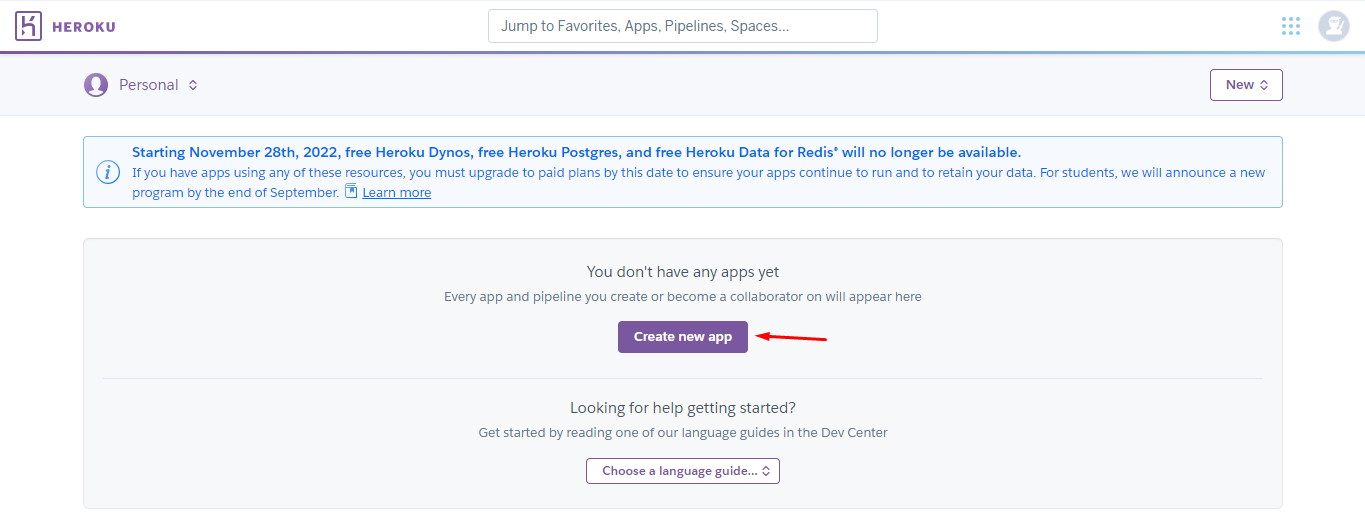 HEROKU
Jump to Favorites, Apps, Pipelines, Spaces...
Personal
New
Starting November 28th, 2022, free Heroku Dynos, free Heroku Postgres, and free Heroku Data for Redis® will no longer be available.
If you have apps using any of these resources, you must upgrade to paid plans by this date to ensure your apps continue to run and to retain your data. For students, we will announce a new
program by the end of September. Learn more
You don't have any apps yet
Every app and pipeline you create or become a collaborator on will appear here
Create new app
Looking for help getting started?
Get started by reading one of our language guides in the Dev Center
Choose a language guide...